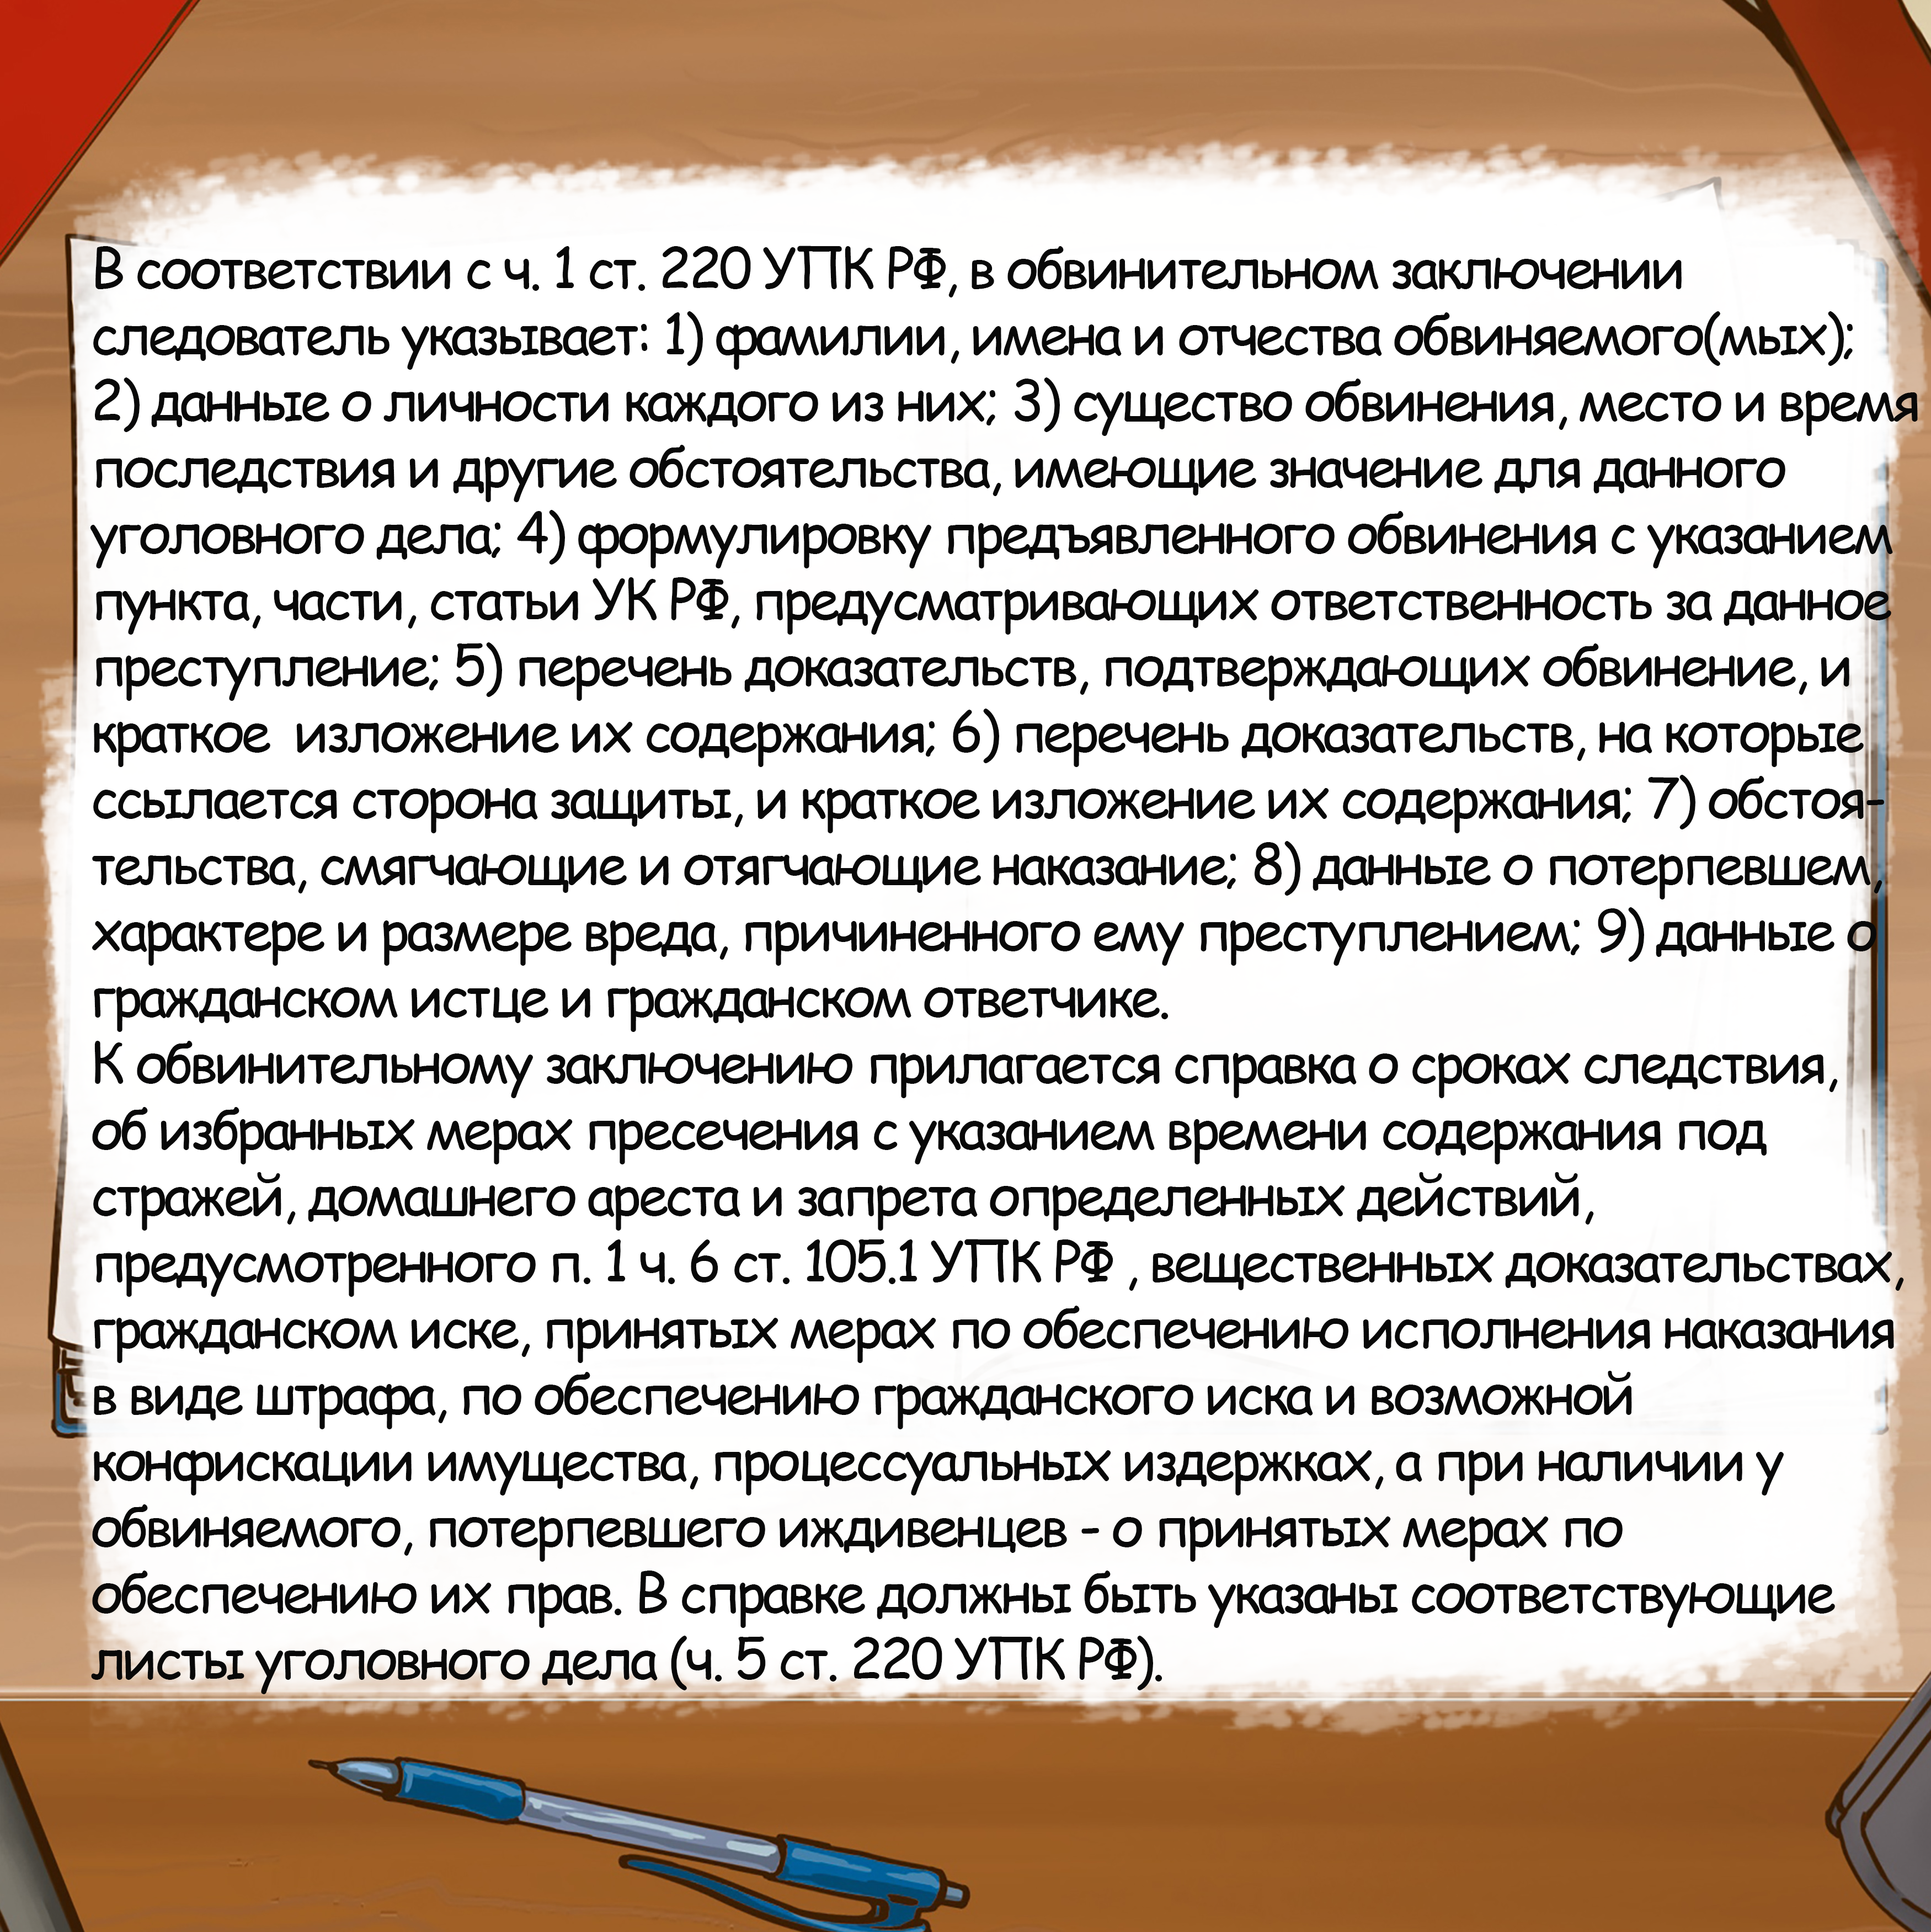 В соответствии с ч. 1 ст. 220 УПК РФ, в обвинительном заключении
следователь указывает: 1) фамилии, имена и отчества обвиняемого(мых);
2) данные о личности каждого из них; 3) существо обвинения, место и время
последствия и другие обстоятельства, имеющие значение для данного
уголовного дела; 4) формулировку предъявленного обвинения с указанием
пункта, части, статьи УК РФ, предусматривающих ответственность за данное
преступление; 5) перечень доказательств, подтверждающих обвинение, и
краткое  изложение их содержания; 6) перечень доказательств, на которые
ссылается сторона защиты, и краткое изложение их содержания; 7) обстоя-
тельства, смягчающие и отягчающие наказание; 8) данные о потерпевшем,
характере и размере вреда, причиненного ему преступлением; 9) данные о
гражданском истце и гражданском ответчике.
К обвинительному заключению прилагается справка о сроках следствия,
об избранных мерах пресечения с указанием времени содержания под
стражей, домашнего ареста и запрета определенных действий,
предусмотренного п. 1 ч. 6 ст. 105.1 УПК РФ , вещественных доказательствах,
гражданском иске, принятых мерах по обеспечению исполнения наказания
в виде штрафа, по обеспечению гражданского иска и возможной
конфискации имущества, процессуальных издержках, а при наличии у
обвиняемого, потерпевшего иждивенцев - о принятых мерах по
обеспечению их прав. В справке должны быть указаны соответствующие
листы уголовного дела (ч. 5 ст. 220 УПК РФ).